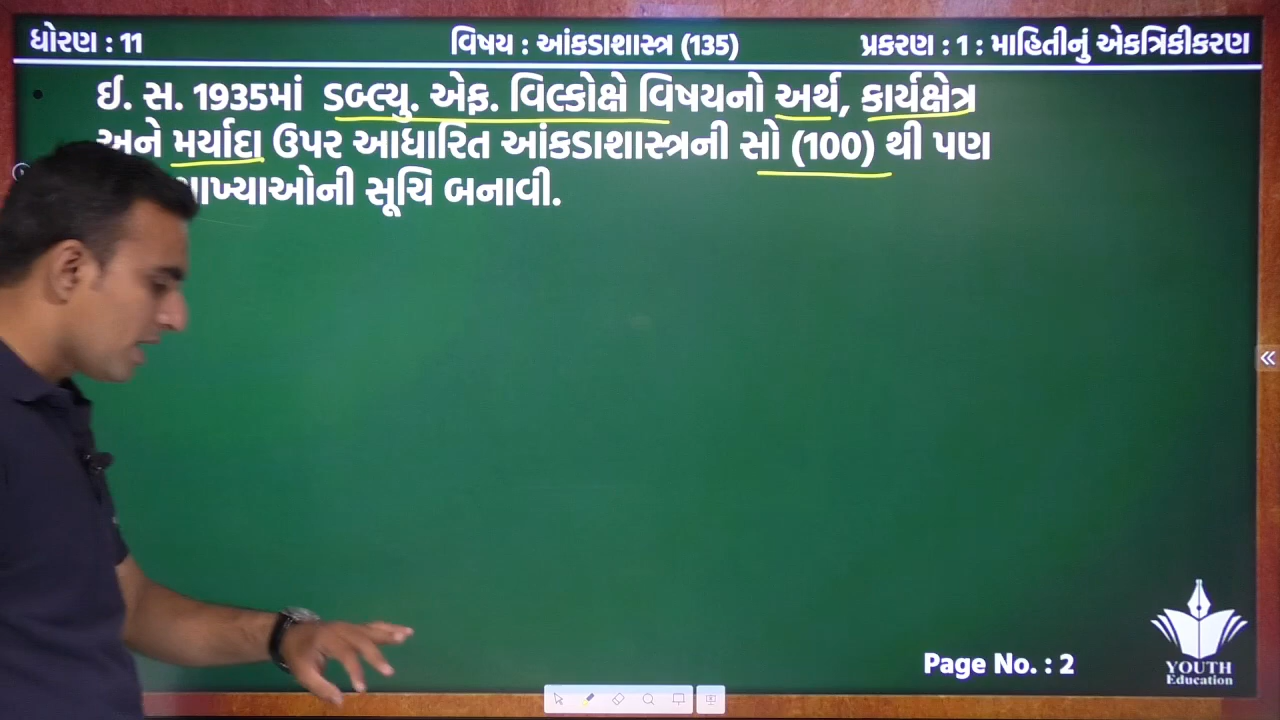 ધોરણ : 11
વિષય : આંકડાશાસ્ત્ર (135)
પ્રકરણ : 1 : માહિતીનું એકત્રિકીકરણ
ઈ. સ. 1935માં ડબ્લ્યુ. એફ. વિલ્કોક્ષે વિષયનો અર્થ, કાર્યક્ષેત્ર
અને મર્યાદા ઉપર આધારિત આંકડાશાસ્ત્રની સો (100) થી પણ
સૂચિ બનાવી.
Page No. : 2
YOUTH
Education